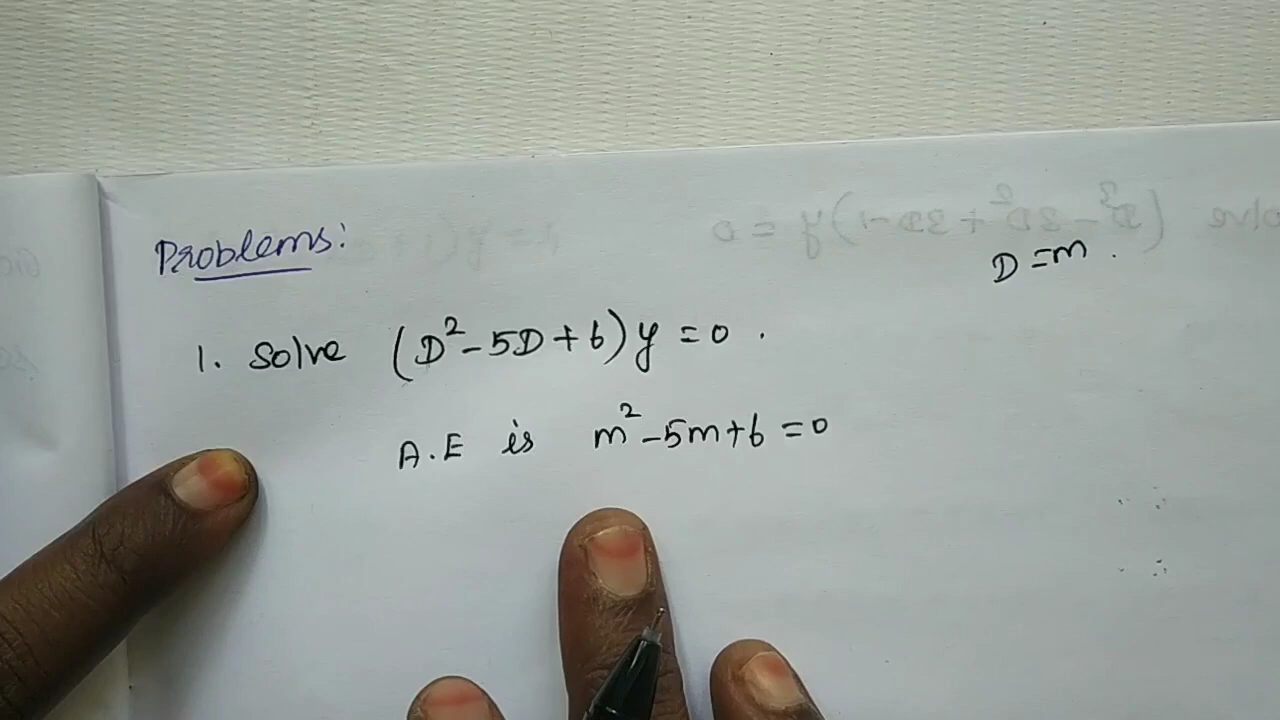 Problems:
D = m .
1. Solve (D² - 5D + 6) y = 0 .
A.E is m² - 5m + 6 = 0